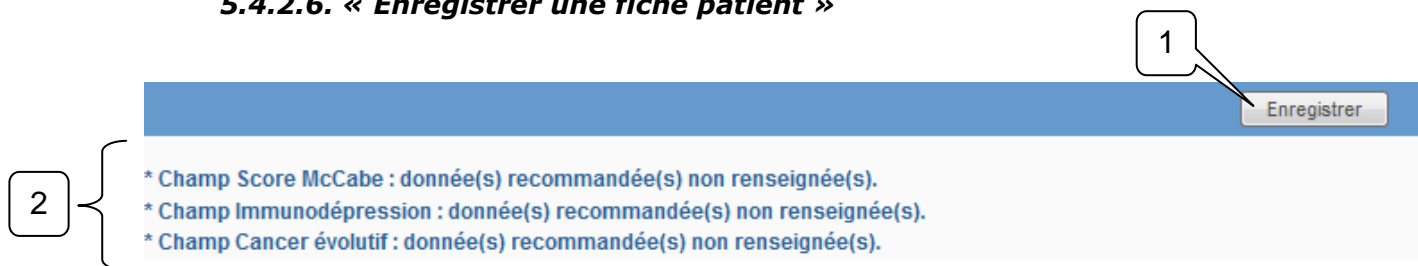 5.4.2.6. « Enregistrer une fiche patient »
1
Enregistrer
2
* Champ Score McCabe : donnée(s) recommandée(s) non renseignée(s).
* Champ Immunodépression : donnée(s) recommandée(s) non renseignée(s).
* Champ Cancer évolutif : donnée(s) recommandée(s) non renseignée(s).